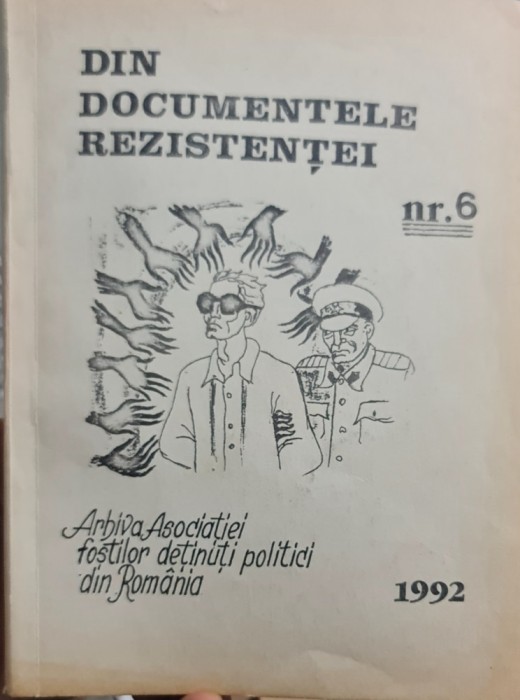 DIN
DOCUMENTELE
REZISTENȚEI
nr. 6
Arhiva Asociației
foștilor deținuți politici
din România
1992